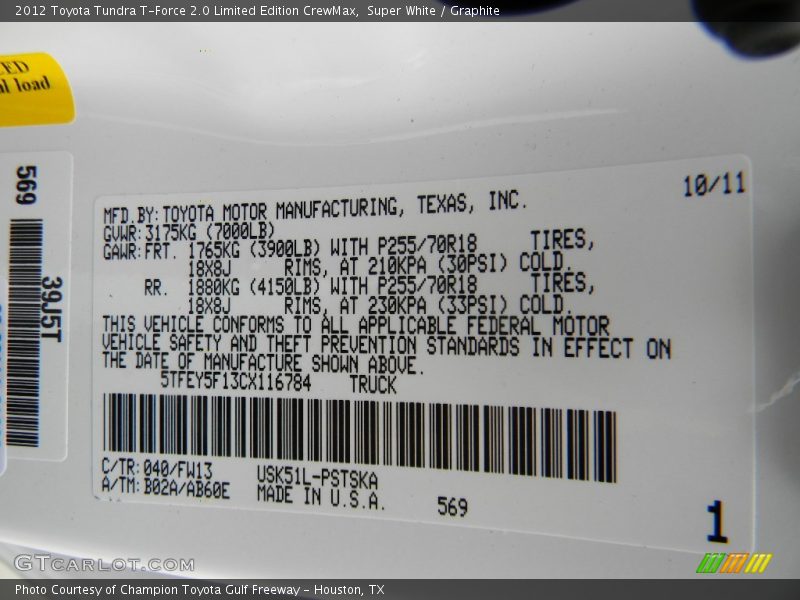 2012 Toyota Tundra T-Force 2.0 Limited Edition CrewMax, Super White / Graphite
ED
al load
569
39J5T
10/11
MFD.BY:TOYOTA MOTOR MANUFACTURING, TEXAS, INC.
GVWR:3175KG (7000LB)
GAWR:FRT. 1765KG (3900LB) WITH P255/70R18 TIRES,
18X8J RIMS, AT 210KPA (30PSI) COLD.
RR. 1880KG (4150LB) WITH P255/70R18 TIRES,
18X8J RIMS, AT 230KPA (33PSI) COLD.
THIS VEHICLE CONFORMS TO ALL APPLICABLE FEDERAL MOTOR
VEHICLE SAFETY AND THEFT PREVENTION STANDARDS IN EFFECT ON
THE DATE OF MANUFACTURE SHOWN ABOVE.
5TFEY5F13CX116784 TRUCK
C/TR:040/FW13 USK51L-PSTSKA
A/TM:B02A/AB60E MADE IN U.S.A. 569
1
GTcarlot.com
Photo Courtesy of Champion Toyota Gulf Freeway - Houston, TX